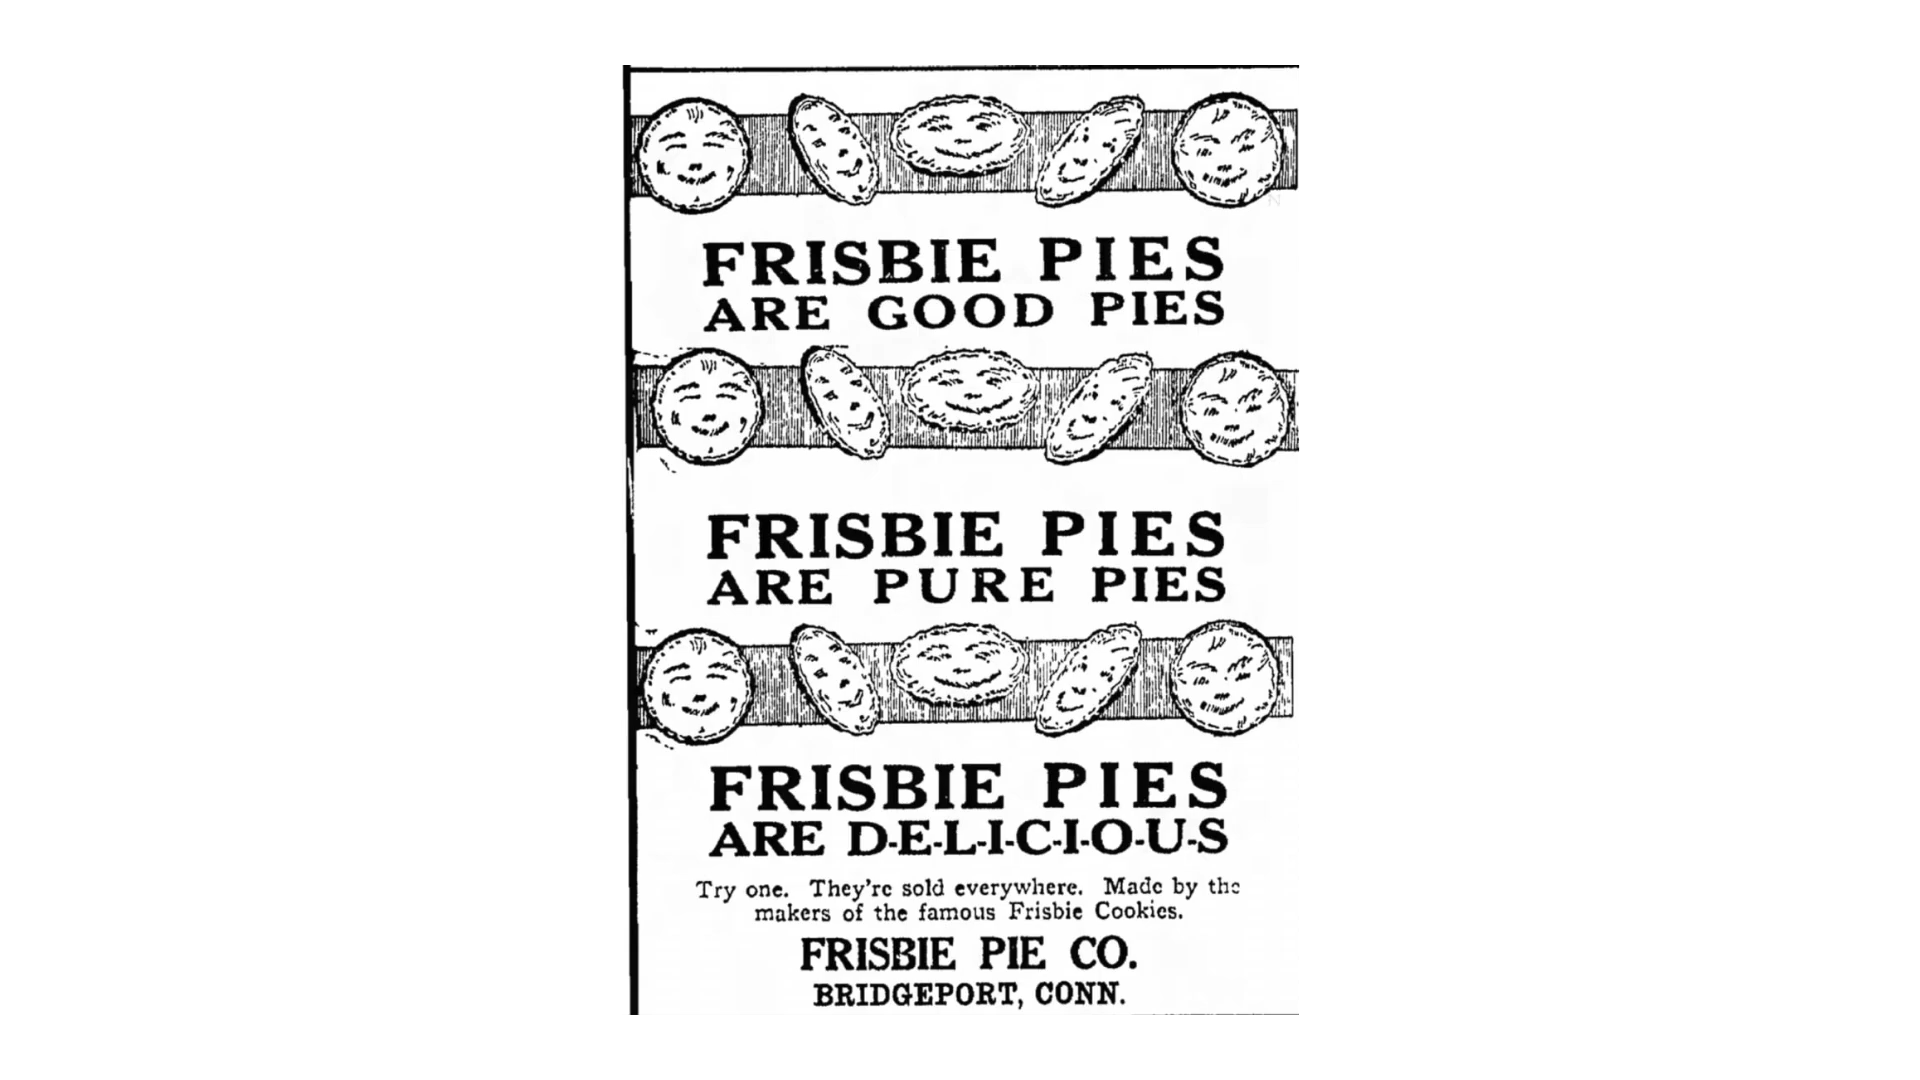 FRISBIE PIES
ARE GOOD PIES
FRISBIE PIES
ARE PURE PIES
FRISBIE PIES
ARE D-E-L-I-C-I-O-U-S
Try one. They're sold everywhere. Made by the
makers of the famous Frisbie Cookies.
FRISBIE PIE CO.
BRIDGEPORT, CONN.